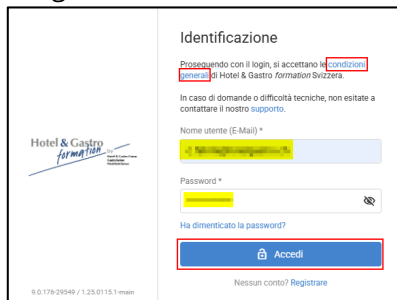 Identificazione
Proseguendo con il login, si accettano le condizioni
generali di Hotel & Gastro formation Svizzera.
In caso di domande o difficoltà tecniche, non esitate a
contattare il nostro supporto.
Hotel & Gastro
formation
by
Nome utente (E-Mail) *
Password *
Ha dimenticato la password?
Accedi
Nessun conto? Registrare
9.0.176-29549 / 1.25.0115.1-main